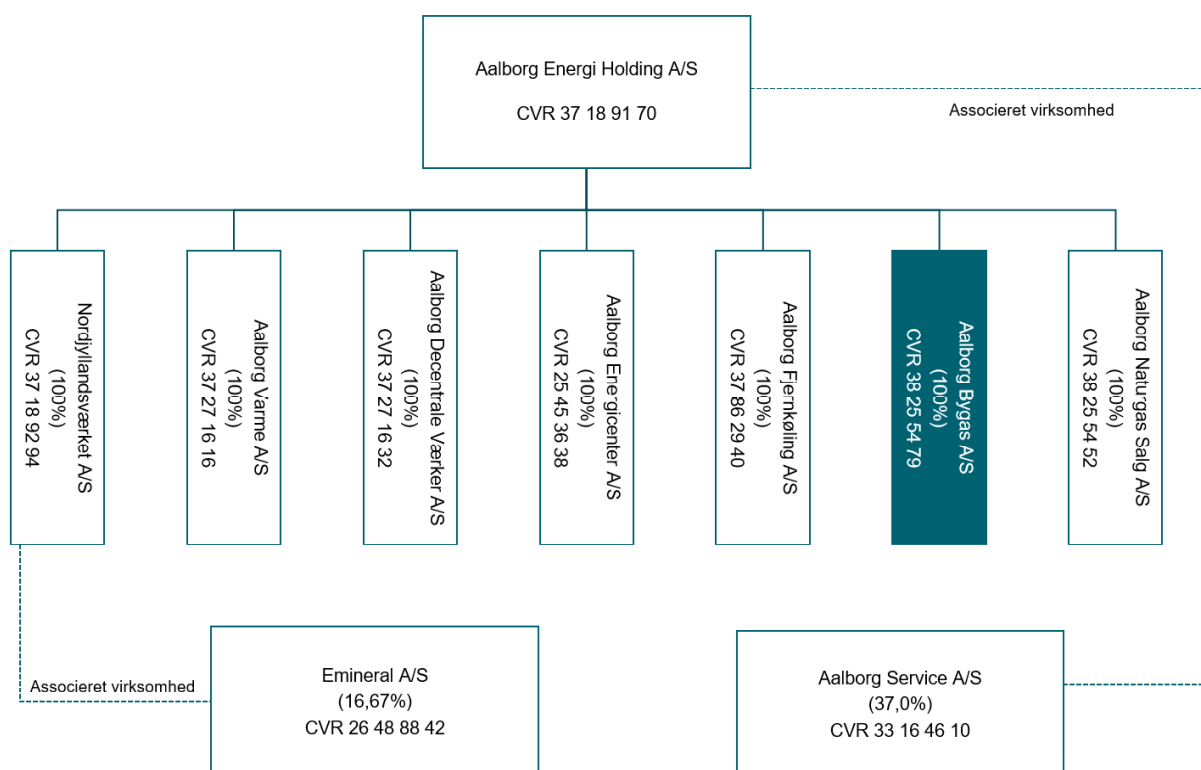 Aalborg Energi Holding A/S
CVR 37 18 91 70
Associeret virksomhed
Nordjyllandsværket A/S
(100%)
CVR 37 18 92 94
Aalborg Varme A/S
(100%)
CVR 37 27 16 16
Aalborg Decentrale Værker A/S
(100%)
CVR 37 27 16 32
Aalborg Energicenter A/S
(100%)
CVR 25 45 36 38
Aalborg Fjernkøling A/S
(100%)
CVR 37 86 29 40
Aalborg Bygas A/S
(100%)
CVR 38 25 54 79
Aalborg Naturgas Salg A/S
(100%)
CVR 38 25 54 52
Associeret virksomhed
Emineral A/S
(16,67%)
CVR 26 48 88 42
Aalborg Service A/S
(37,0%)
CVR 33 16 46 10